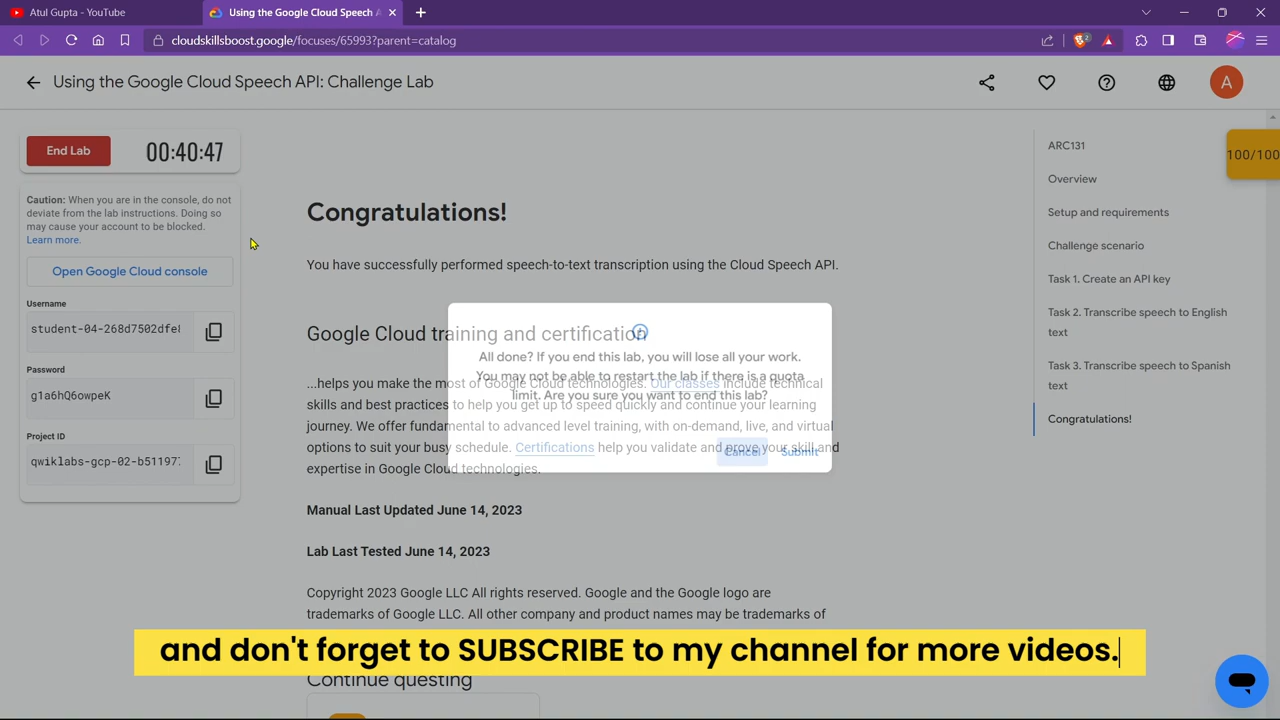 Atul Gupta - YouTube
Using the Google Cloud Speech A
cloudskillsboost.google/focuses/65993?parent=catalog
2
Using the Google Cloud Speech API: Challenge Lab
A
End Lab
00:40:47
100/100
Caution: When you are in the console, do not
deviate from the lab instructions. Doing so
may cause your account to be blocked.
Learn more.
Open Google Cloud console
Username
student-04-268d7502dfe8
Password
g1a6hQ6owpeK
Project ID
qwiklabs-gcp-02-b511977
Congratulations!
You have successfully performed speech-to-text transcription using the Cloud Speech API.
Google Cloud training and certification
...helps you make the most of Google Cloud technologies. Our classes include technical
skills and best practices to help you get up to speed quickly and continue your learning
journey. We offer fundamental to advanced level training, with on-demand, live, and virtual
options to suit your busy schedule. Certifications help you validate and prove your skill and
expertise in Google Cloud technologies.
Manual Last Updated June 14, 2023
Lab Last Tested June 14, 2023
Copyright 2023 Google LLC All rights reserved. Google and the Google logo are
trademarks of Google LLC. All other company and product names may be trademarks of
All done? If you end this lab, you will lose all your work.
You may not be able to restart the lab if there is a quota
limit. Are you sure you want to end this lab?
Cancel
Submit
ARC131
Overview
Setup and requirements
Challenge scenario
Task 1. Create an API key
Task 2. Transcribe speech to English
text
Task 3. Transcribe speech to Spanish
text
Congratulations!
and don't forget to SUBSCRIBE to my channel for more videos.
Continue questing